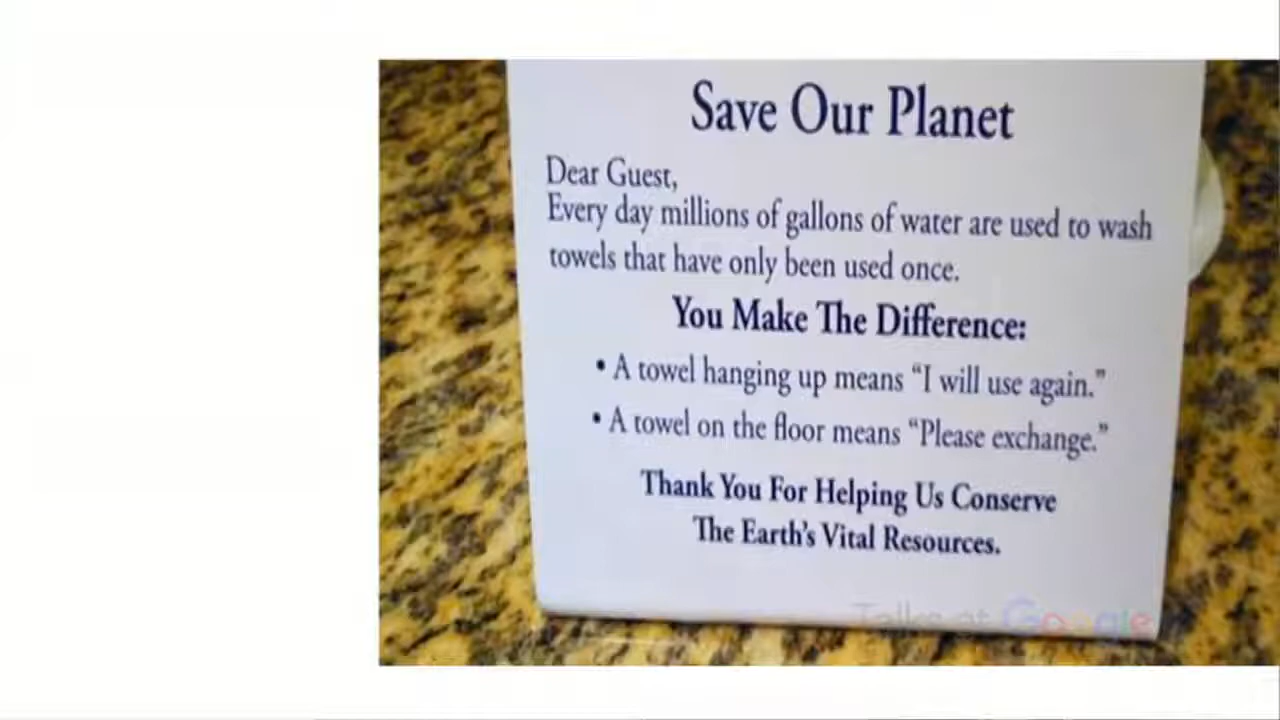 Save Our Planet
Dear Guest,
Every day millions of gallons of water are used to wash
towels that have only been used once.
You Make The Difference:
• A towel hanging up means “I will use again.”
• A towel on the floor means “Please exchange.”
Thank You For Helping Us Conserve
The Earth’s Vital Resources.
Talks at Google